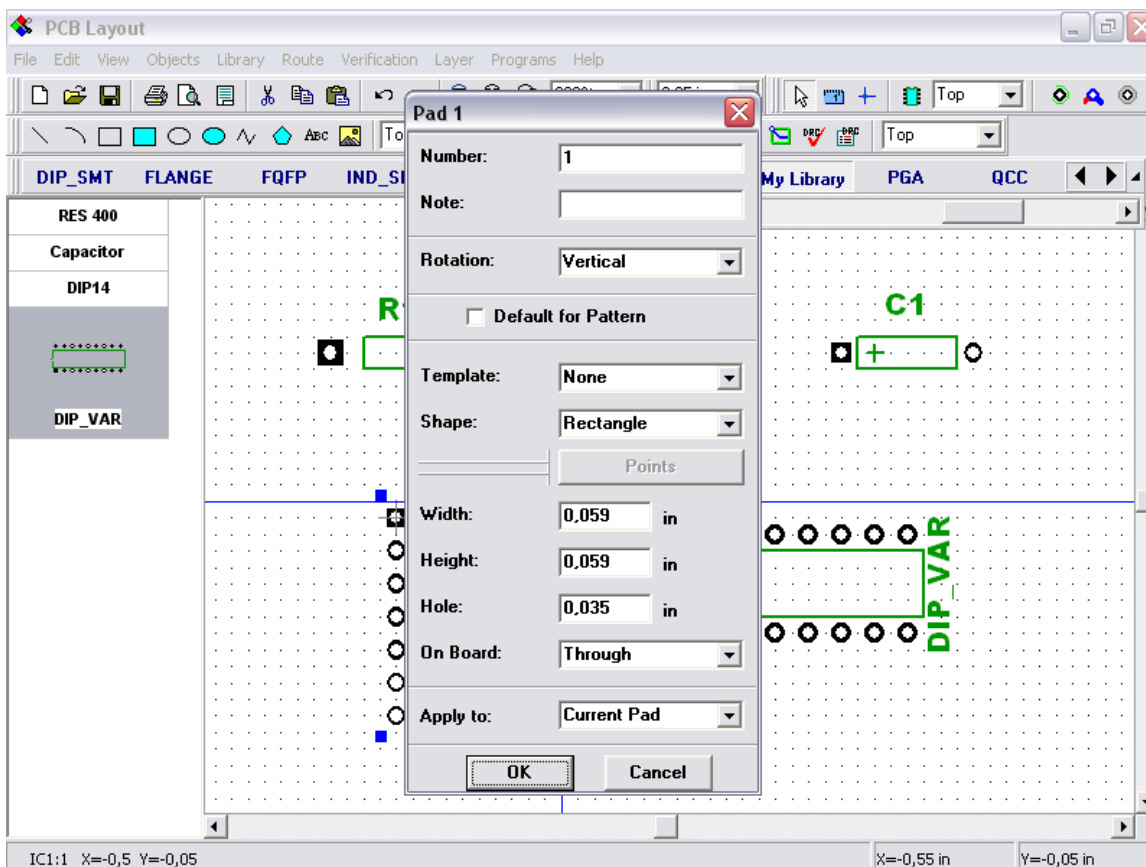 PCB Layout
File Edit View Objects Library Route Verification Layer Programs Help
Top
ABC
DRC DRC Top
DIP_SMT FLANGE FQFP My Library PGA QCC
RES 400
Capacitor
DIP14
DIP_VAR
C1
DIP_VAR
Pad 1
Number: 1
Note:
Rotation: Vertical
Default for Pattern
Template: None
Shape: Rectangle
Points
Width: 0,059 in
Height: 0,059 in
Hole: 0,035 in
On Board: Through
Apply to: Current Pad
OK Cancel
IC1:1 X=-0,5 Y=-0,05 X=-0,55 in Y=-0,05 in